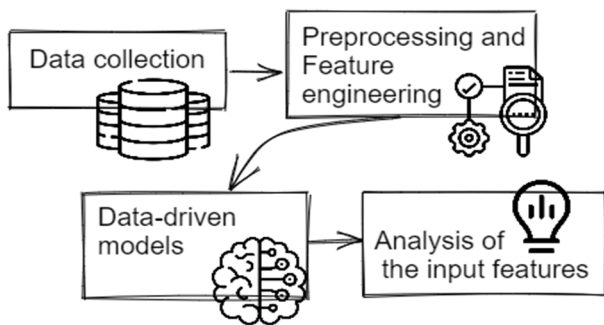 Data collection
Preprocessing and
Feature
engineering
Data-driven
models
Analysis of
the input features